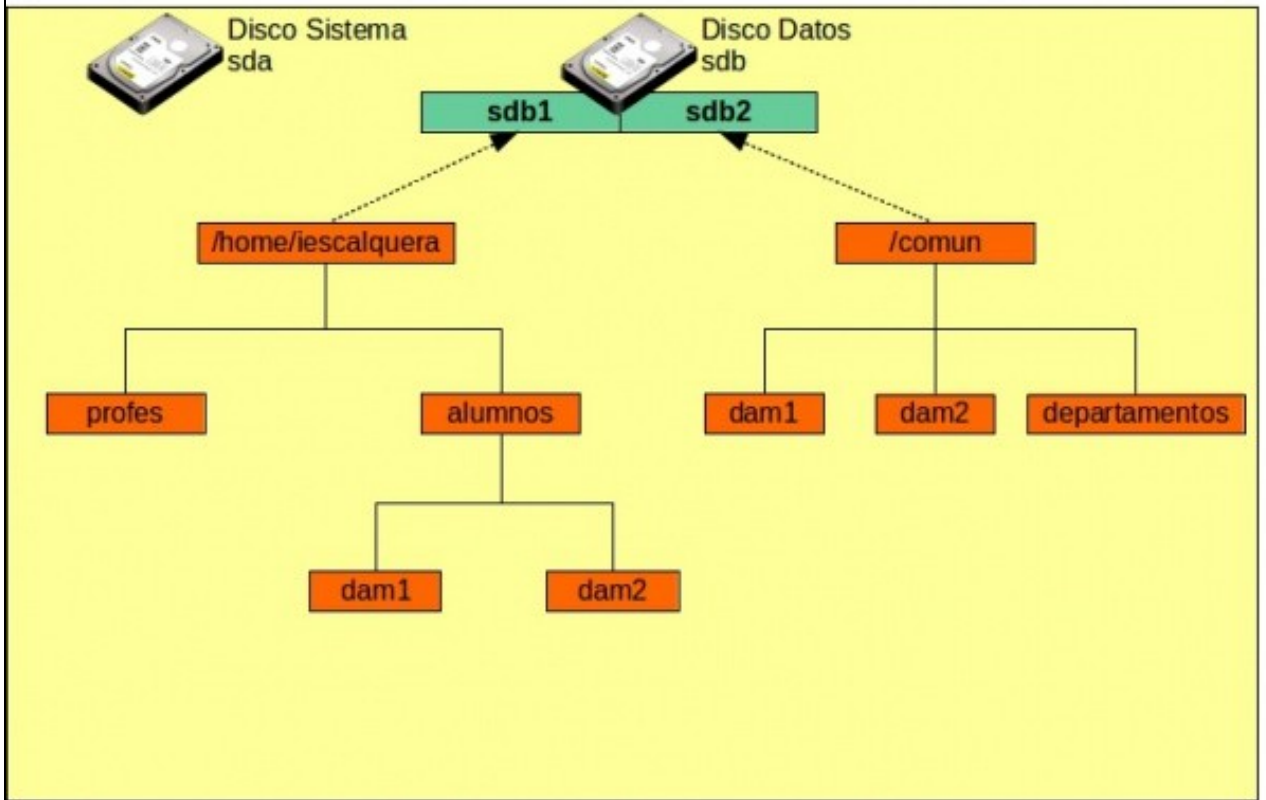 Disco Sistema
sda
Disco Datos
sdb
sdb1
sdb2
/home/iescalquera
/comun
profes
alumnos
dam1
dam2
departamentos
dam1
dam2